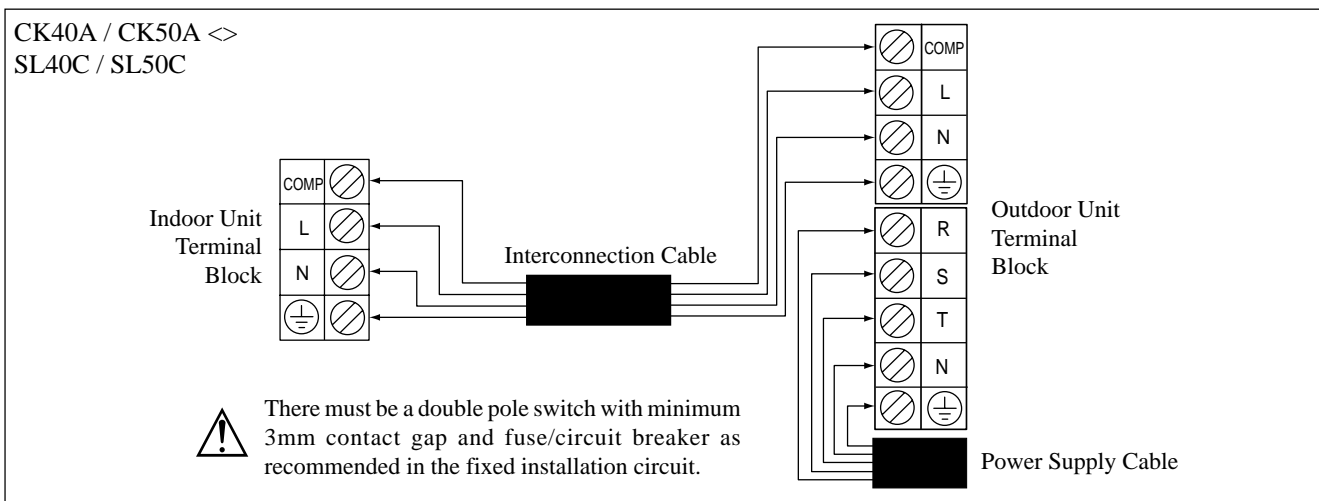 CK40A / CK50A <>
SL40C / SL50C
COMP
L
N
Indoor Unit
Terminal
Block
Interconnection Cable
COMP
L
N
R
S
T
N
Outdoor Unit
Terminal
Block
Power Supply Cable
There must be a double pole switch with minimum
3mm contact gap and fuse/circuit breaker as
recommended in the fixed installation circuit.